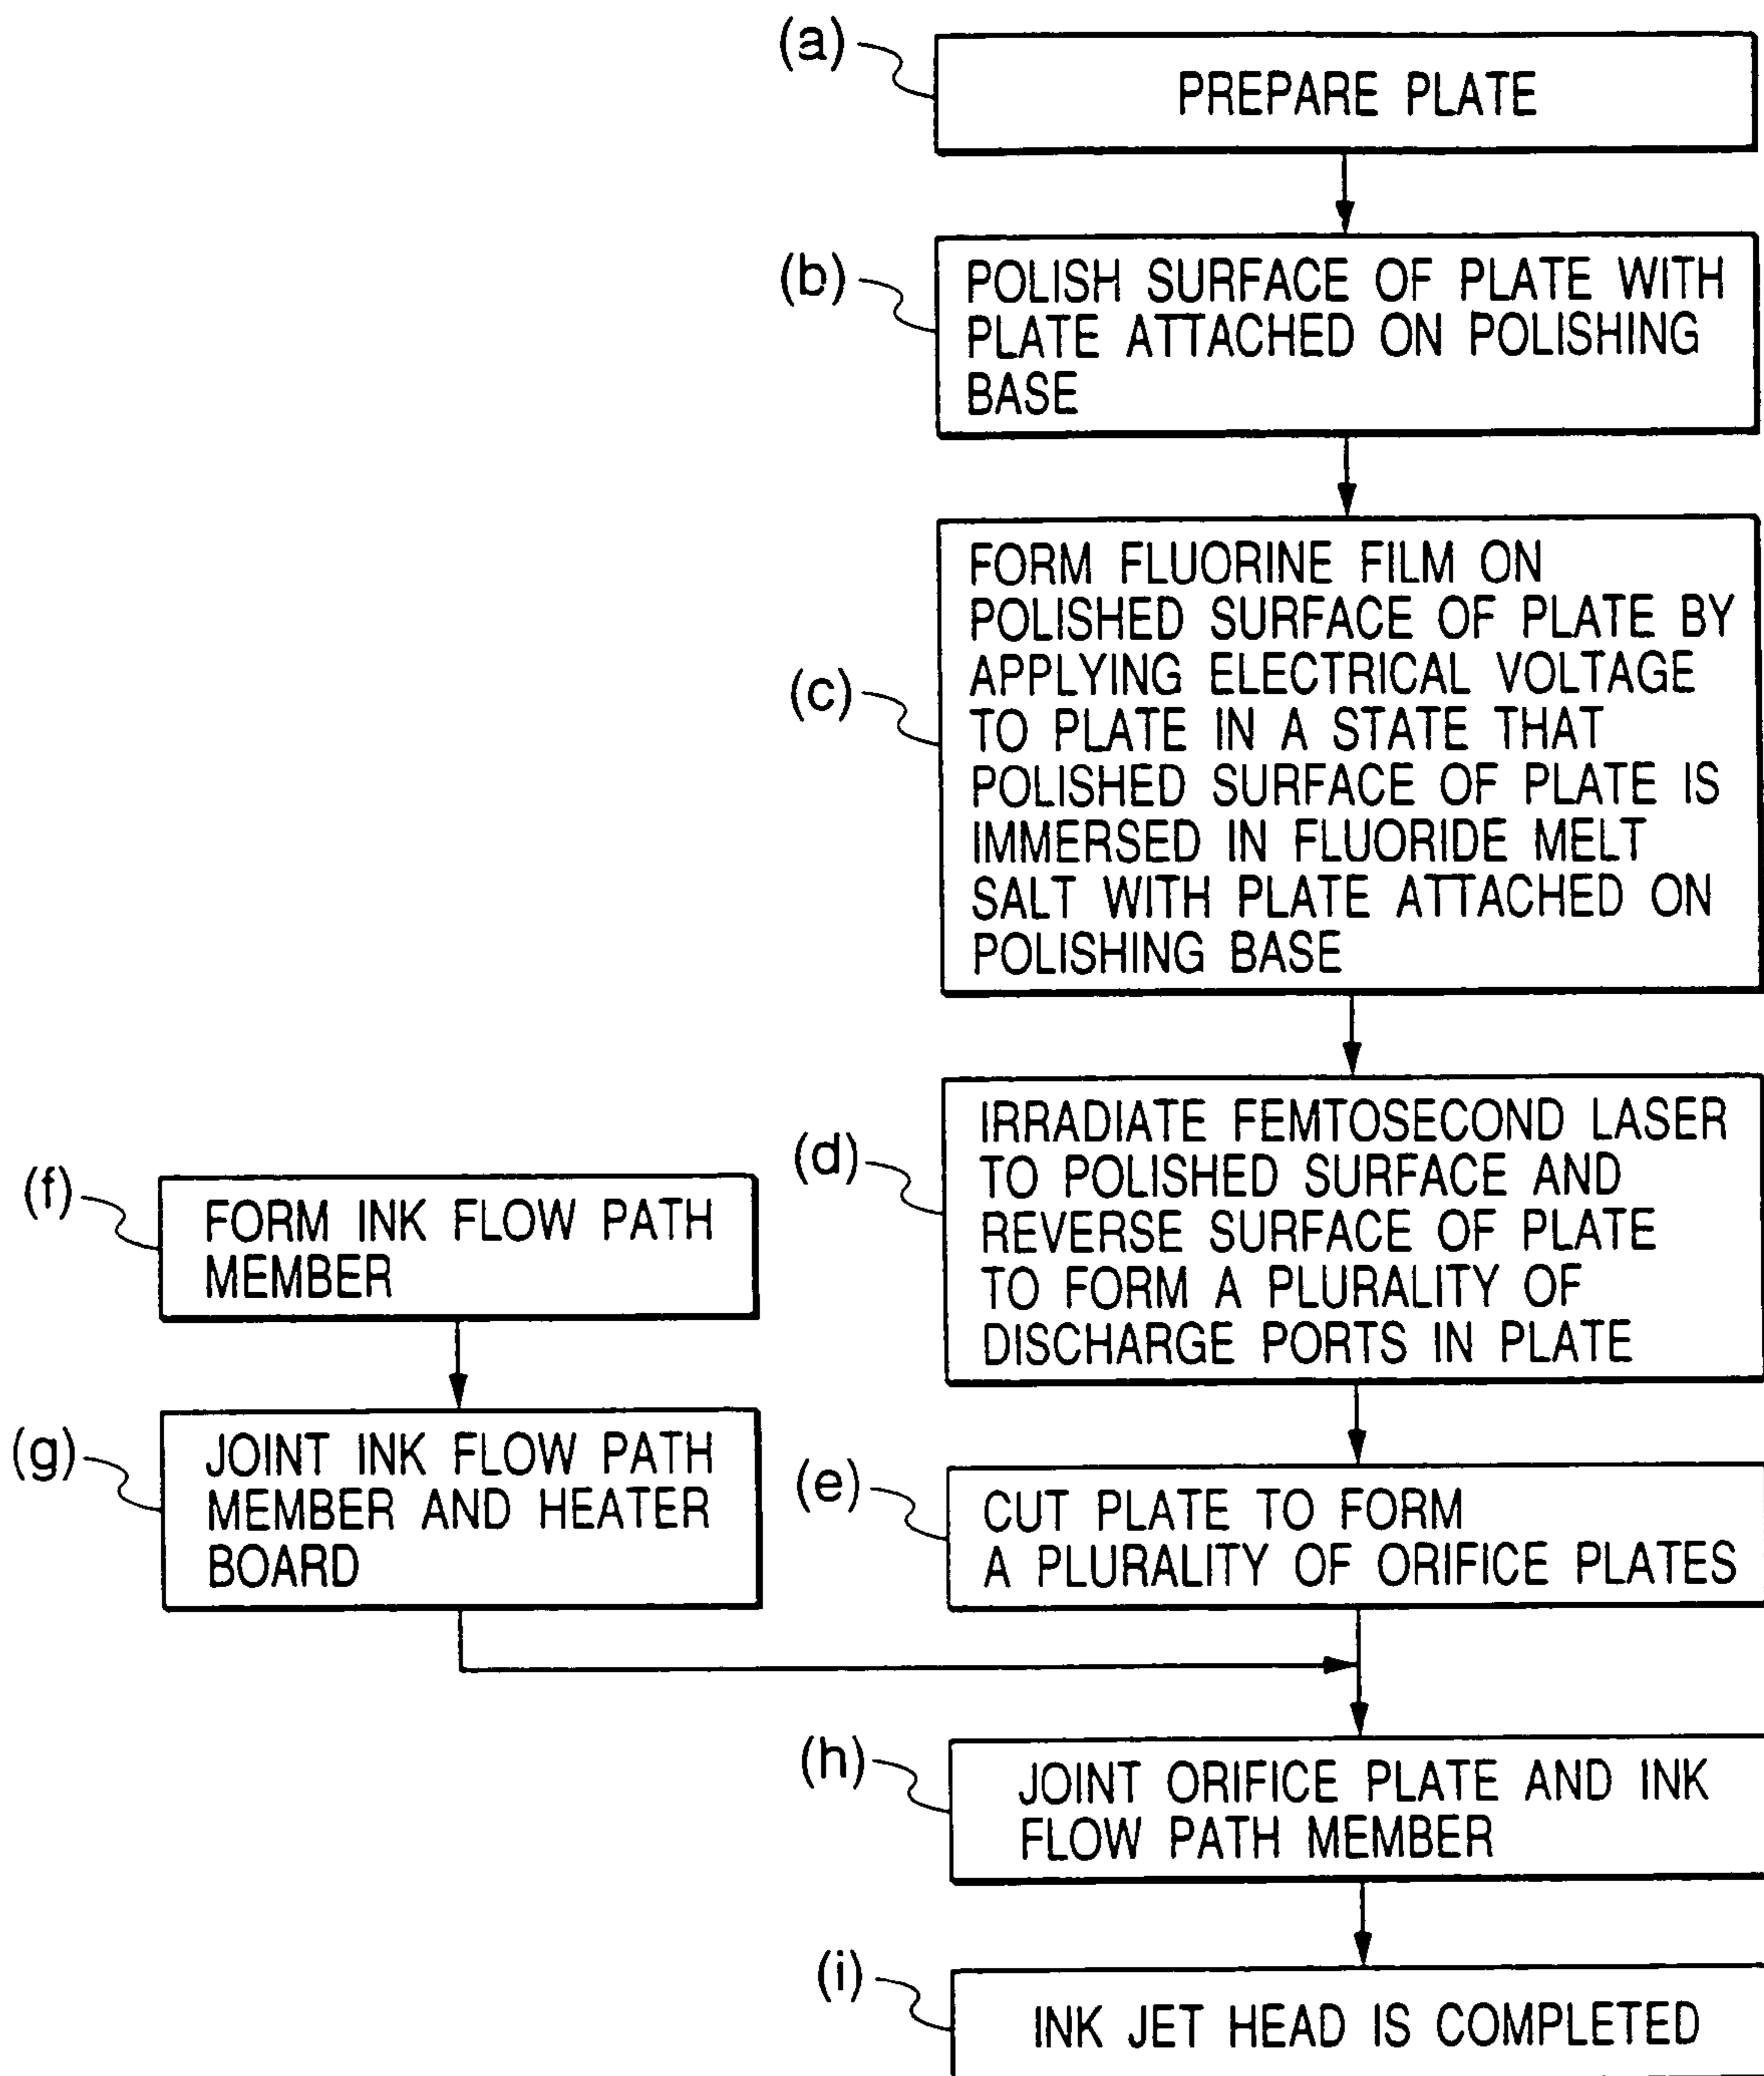 (a)
PREPARE PLATE
(b)
POLISH SURFACE OF PLATE WITH
PLATE ATTACHED ON POLISHING
BASE
(c)
FORM FLUORINE FILM ON
POLISHED SURFACE OF PLATE BY
APPLYING ELECTRICAL VOLTAGE
TO PLATE IN A STATE THAT
POLISHED SURFACE OF PLATE IS
IMMERSED IN FLUORIDE MELT
SALT WITH PLATE ATTACHED ON
POLISHING BASE
(d)
IRRADIATE FEMTOSECOND LASER
TO POLISHED SURFACE AND
REVERSE SURFACE OF PLATE
TO FORM A PLURALITY OF
DISCHARGE PORTS IN PLATE
(f)
FORM INK FLOW PATH
MEMBER
(g)
JOINT INK FLOW PATH
MEMBER AND HEATER
BOARD
(e)
CUT PLATE TO FORM
A PLURALITY OF ORIFICE PLATES
(h)
JOINT ORIFICE PLATE AND INK
FLOW PATH MEMBER
(i)
INK JET HEAD IS COMPLETED